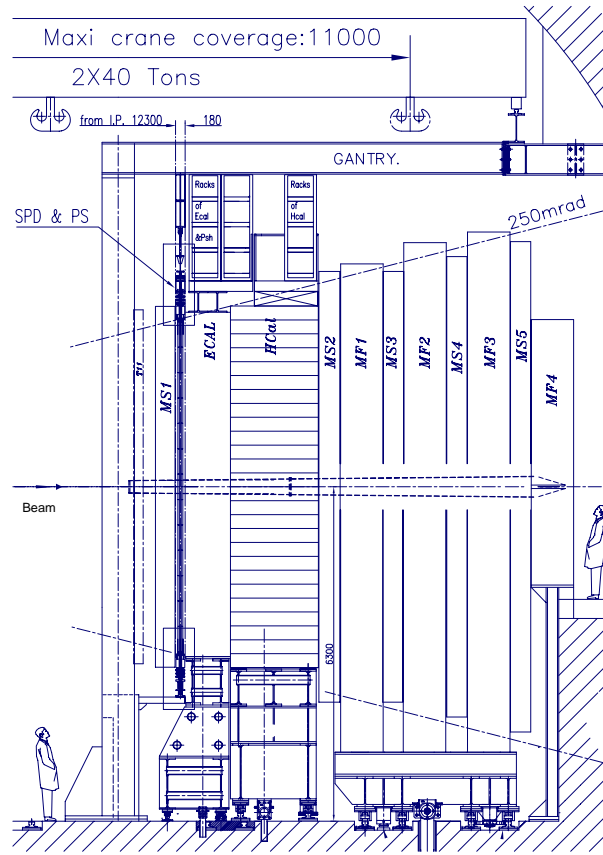 Maxi crane coverage:11000
2X40 Tons
from I.P. 12300
180
GANTRY.
Racks
of
Ecal
&Psh
Racks
of
Hcal
SPD & PS
250mrad
T11
MS1
ECAL
HCal
MS2
MF1
MS3
MF2
MS4
MF3
MS5
MF4
Beam
6300